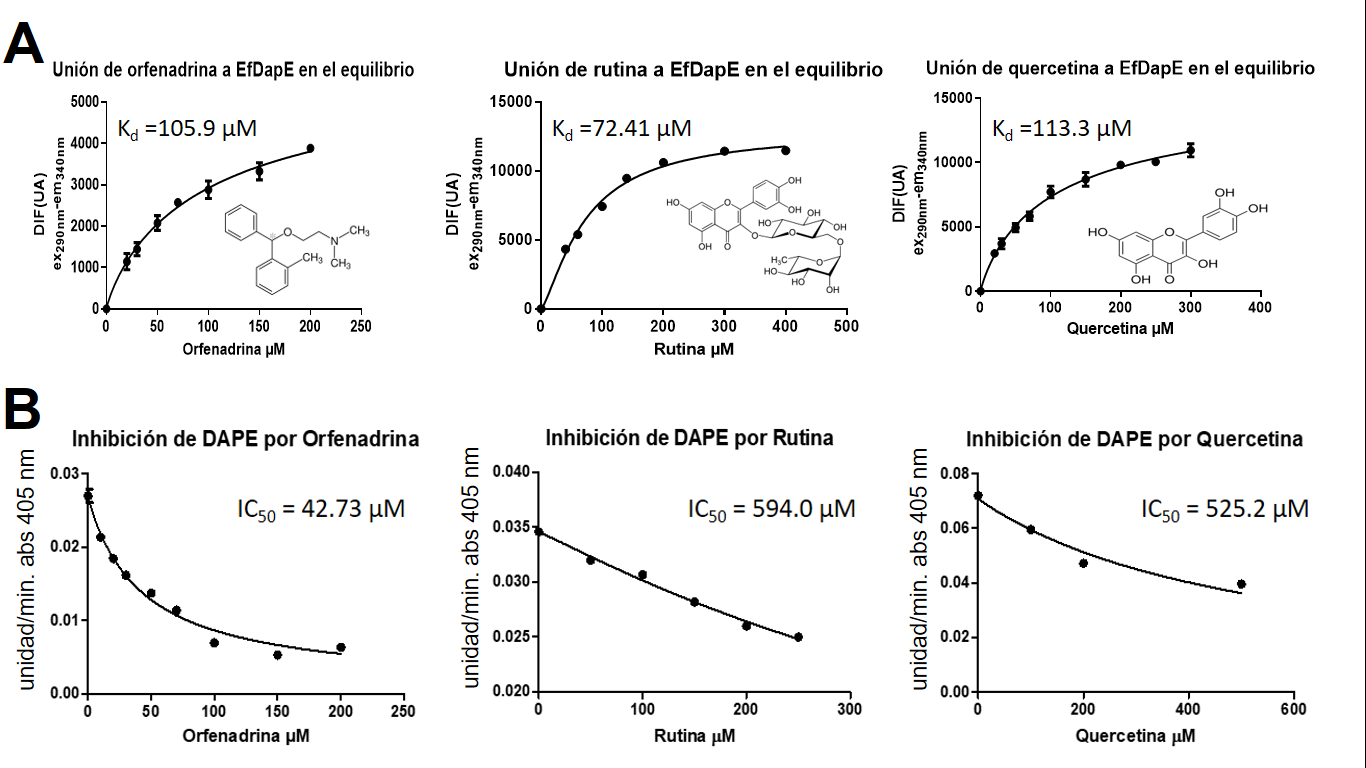 A
Unión de orfenadrina a EfDapE en el equilibrio
Kd =105.9 µM
DIF(UA)
ex290nm-em340nm
5000
4000
3000
2000
1000
0
0 50 100 150 200 250
Orfenadrina µM
O
N
CH3
CH3
CH3
Unión de rutina a EfDapE en el equilibrio
Kd =72.41 µM
DIF(UA)
ex290nm-em340nm
15000
10000
5000
0
0 100 200 300 400 500
Rutina µM
HO
O
OH
OH
OH
O
O
HO
OH
OH
O
O
H3C
O
HO
HO
OH
Unión de quercetina a EfDapE en el equilibrio
Kd =113.3 µM
DIF(UA)
ex290nm-em340nm
15000
10000
5000
0
0 100 200 300 400
Quercetina µM
OH
OH
HO
O
OH
OH
O
B
Inhibición de DAPE por Orfenadrina
IC50 = 42.73 µM
unidad/min. abs 405 nm
0.03
0.02
0.01
0.00
0 50 100 150 200 250
Orfenadrina µM
Inhibición de DAPE por Rutina
IC50 = 594.0 µM
unidad/min. abs 405 nm
0.040
0.035
0.030
0.025
0.020
0 100 200 300
Rutina µM
Inhibición de DAPE por Quercetina
IC50 = 525.2 µM
unidad/min. abs 405 nm
0.08
0.06
0.04
0.02
0.00
0 200 400 600
Quercetina µM